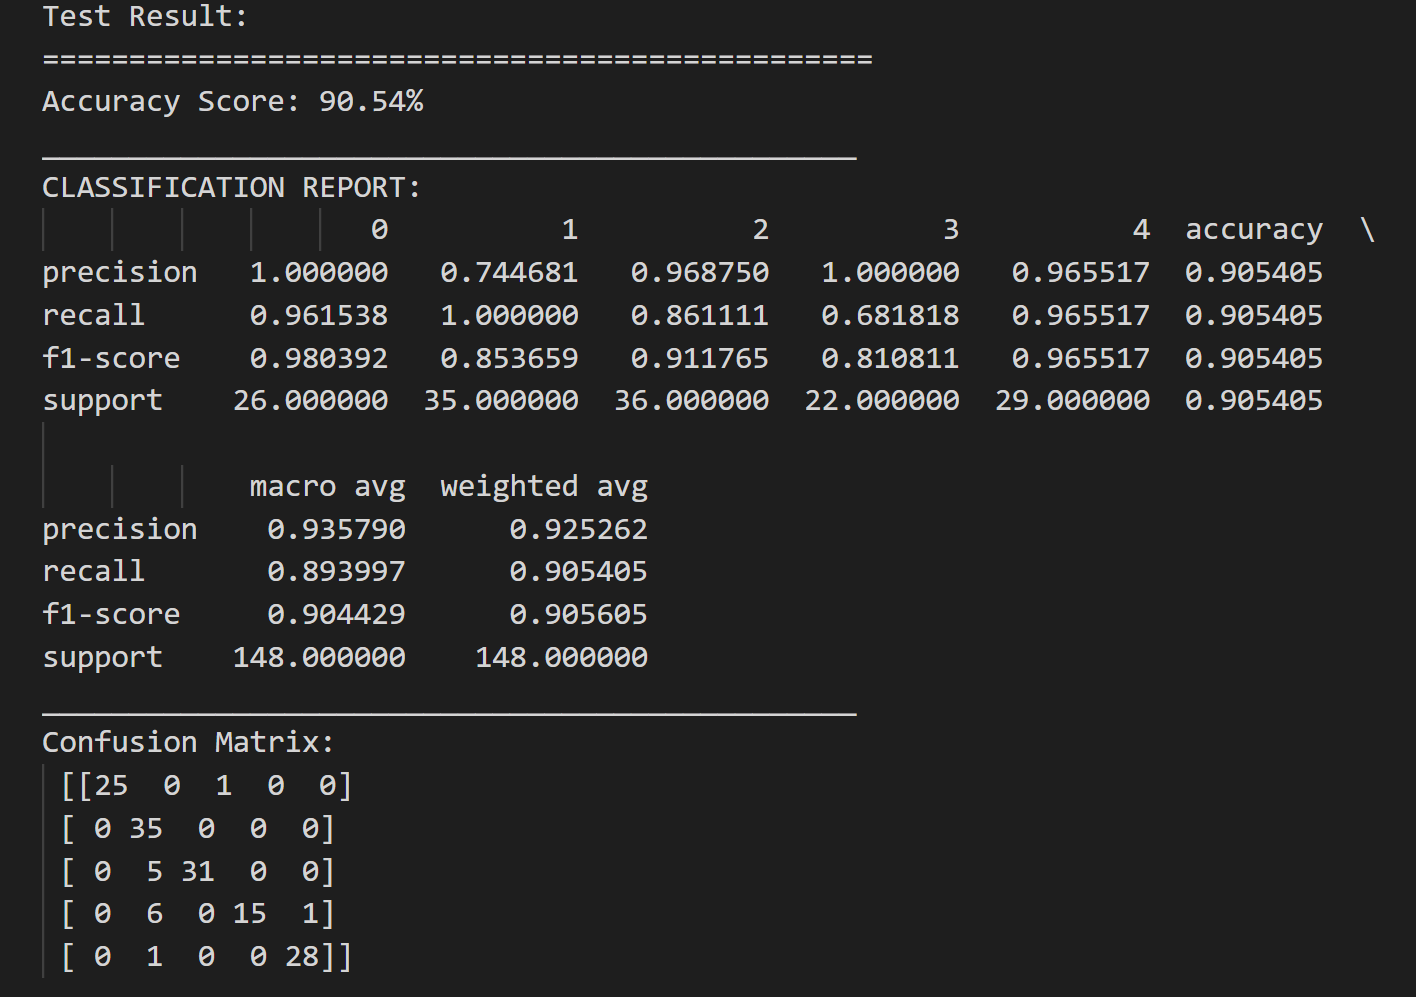 Test Result:
================================================
Accuracy Score: 90.54%
_______________________________________________
CLASSIFICATION REPORT:
                   0          1          2          3          4  accuracy  \
precision   1.000000   0.744681   0.968750   1.000000   0.965517  0.905405
recall      0.961538   1.000000   0.861111   0.681818   0.965517  0.905405
f1-score    0.980392   0.853659   0.911765   0.810811   0.965517  0.905405
support    26.000000  35.000000  36.000000  22.000000  29.000000  0.905405
            macro avg  weighted avg
precision    0.935790      0.925262
recall       0.893997      0.905405
f1-score     0.904429      0.905605
support    148.000000    148.000000
_______________________________________________
Confusion Matrix:
 [[25  0  1  0  0]
 [ 0 35  0  0  0]
 [ 0  5 31  0  0]
 [ 0  6  0 15  1]
 [ 0  1  0  0 28]]